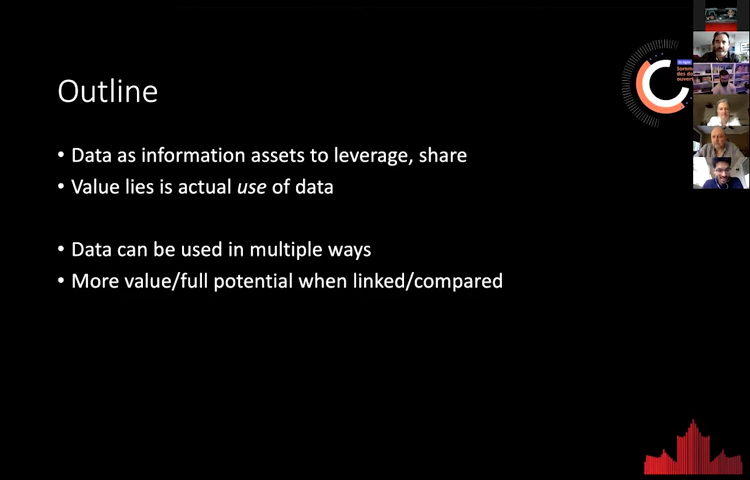 Outline
• Data as information assets to leverage, share
• Value lies is actual use of data
• Data can be used in multiple ways
• More value/full potential when linked/compared